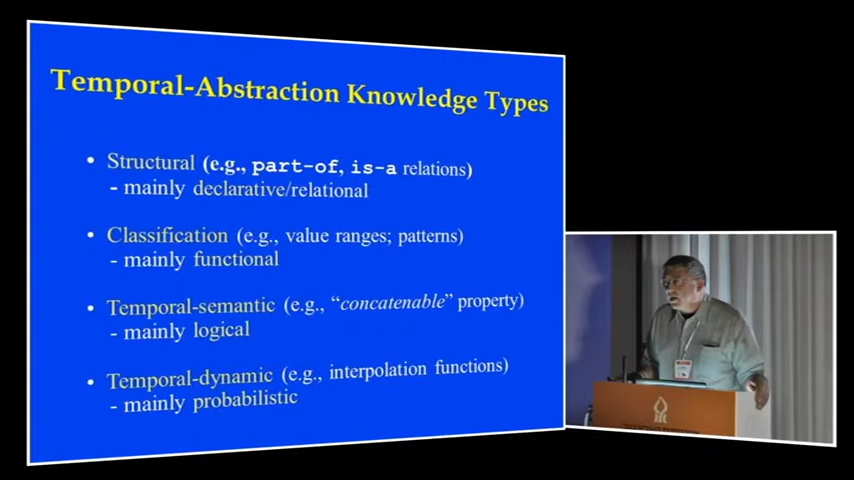 Temporal-Abstraction Knowledge Types
• Structural (e.g., part-of, is-a relations)
- mainly declarative/relational
• Classification (e.g., value ranges; patterns)
- mainly functional
• Temporal-semantic (e.g., “concatenable” property)
- mainly logical
• Temporal-dynamic (e.g., interpolation functions)
- mainly probabilistic